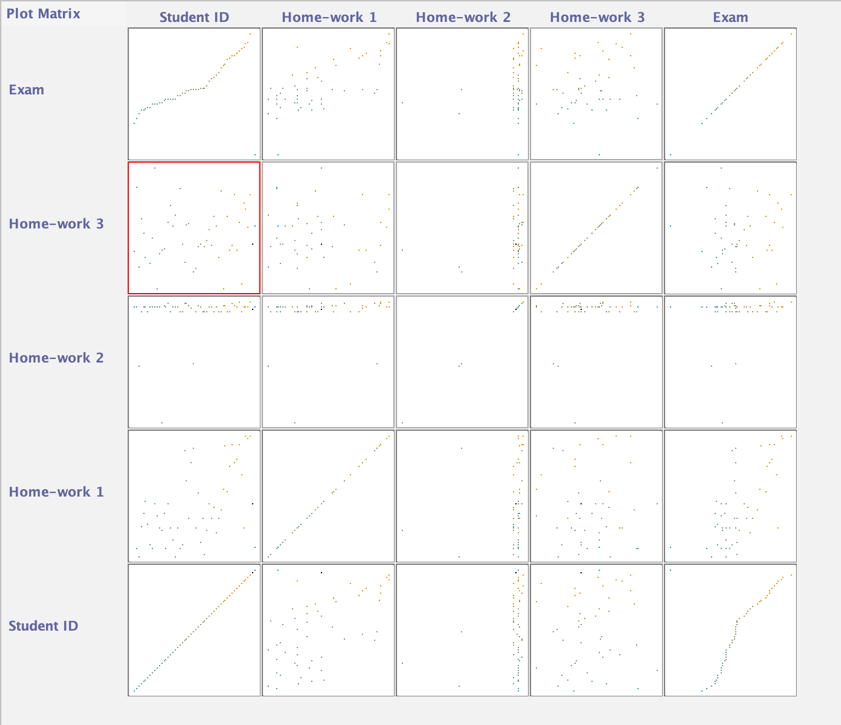 Plot Matrix
Student ID Home-work 1 Home-work 2 Home-work 3 Exam
Exam
Home-work 3
Home-work 2
Home-work 1
Student ID